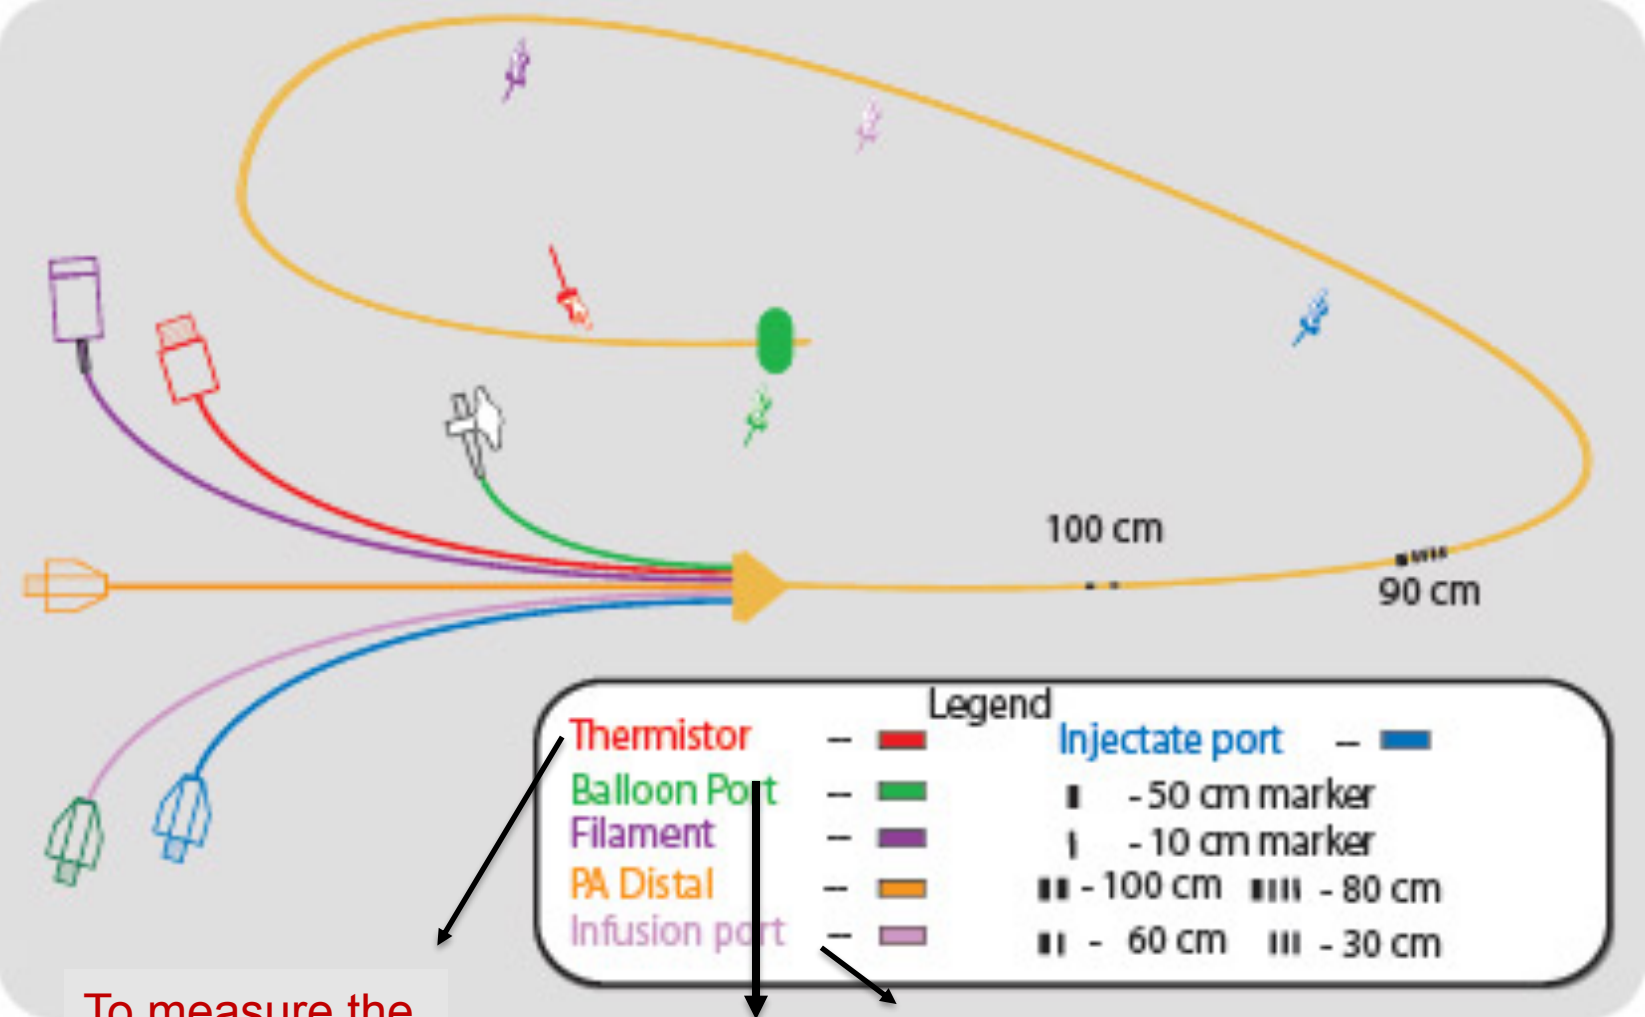 100 cm
90 cm
Legend
Thermistor -- Injectate port --
Balloon Port -- - 50 cm marker
Filament -- - 10 cm marker
PA Distal -- - 100 cm - 80 cm
Infusion port -- - 60 cm - 30 cm
To measure the